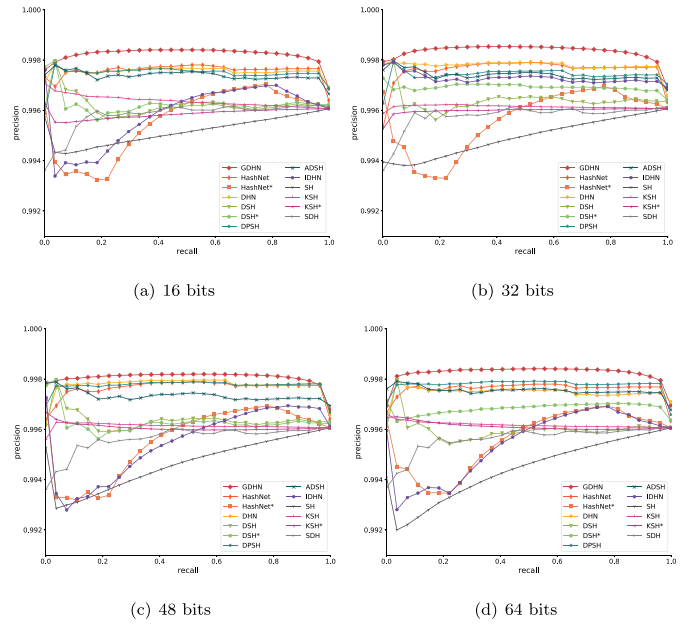 1.000
0.998
0.996
0.994
0.992
precision
0.0 0.2 0.4 0.6 0.8 1.0
recall
GDHN
HashNet
HashNet*
DHN
DSH
DSH*
DPSH
ADSH
IDHN
SH
KSH
KSH*
SDH
(a) 16 bits
1.000
0.998
0.996
0.994
0.992
precision
0.0 0.2 0.4 0.6 0.8 1.0
recall
GDHN
HashNet
HashNet*
DHN
DSH
DSH*
DPSH
ADSH
IDHN
SH
KSH
KSH*
SDH
(b) 32 bits
1.000
0.998
0.996
0.994
0.992
precision
0.0 0.2 0.4 0.6 0.8 1.0
recall
GDHN
HashNet
HashNet*
DHN
DSH
DSH*
DPSH
ADSH
IDHN
SH
KSH
KSH*
SDH
(c) 48 bits
1.000
0.998
0.996
0.994
0.992
precision
0.0 0.2 0.4 0.6 0.8 1.0
recall
GDHN
HashNet
HashNet*
DHN
DSH
DSH*
DPSH
ADSH
IDHN
SH
KSH
KSH*
SDH
(d) 64 bits